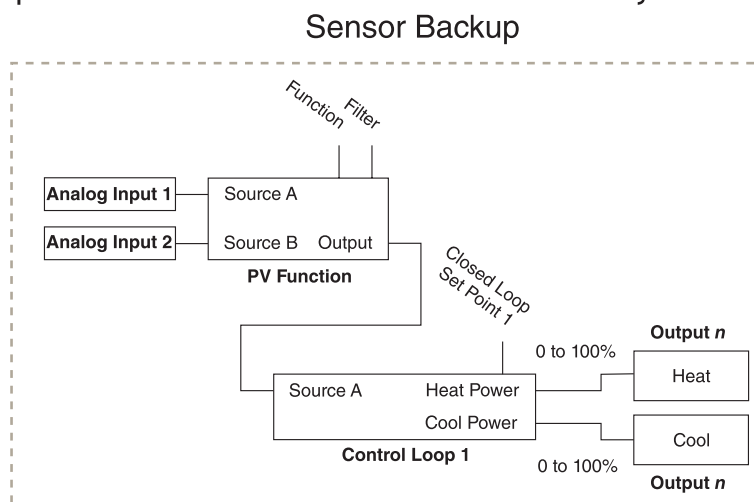 Sensor Backup
Function
Filter
Analog Input 1
Source A
Analog Input 2
Source B
Output
PV Function
Closed Loop
Set Point 1
0 to 100%
Output n
Source A
Heat Power
Heat
Cool Power
Cool
Control Loop 1
0 to 100%
Output n